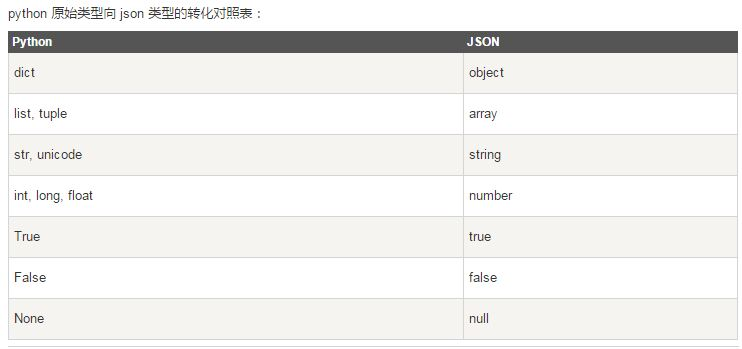 python 原始类型向 json 类型的转化对照表：
Python JSON
dict object
list, tuple array
str, unicode string
int, long, float number
True true
False false
None null